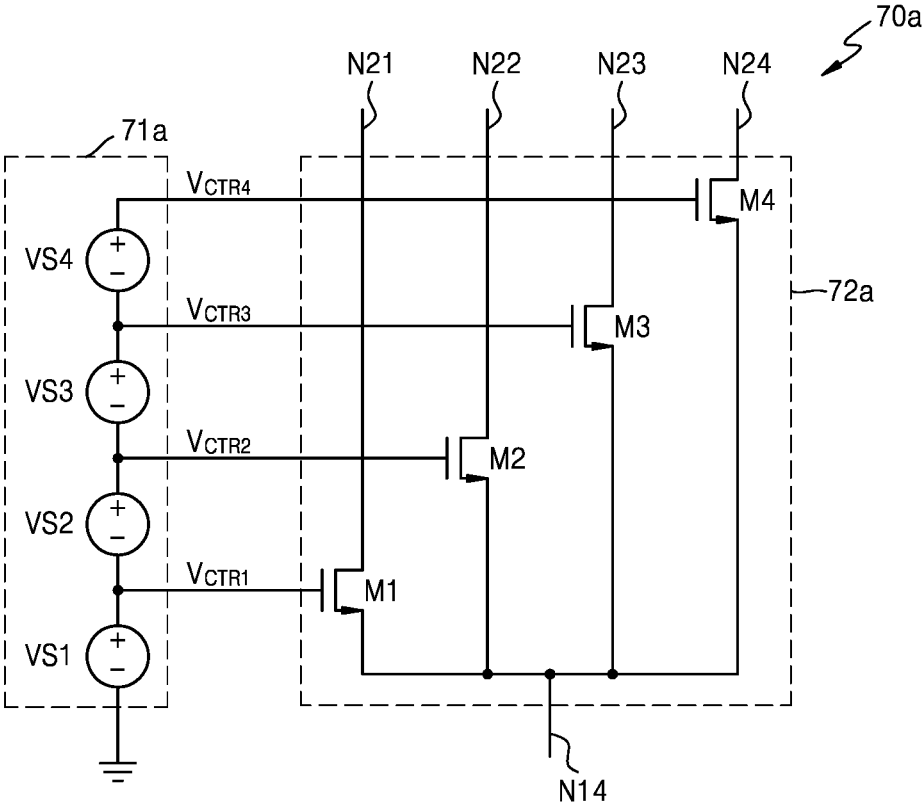 70a
N21
N22
N23
N24
71a
VCTR4
M4
VS4
+
−
72a
VCTR3
M3
VS3
+
−
VCTR2
M2
VS2
+
−
VCTR1
M1
VS1
+
−
N14